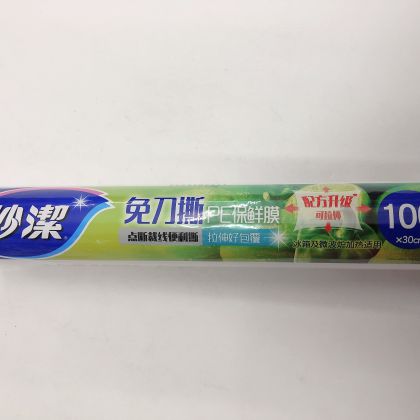 妙潔
免刀撕PE保鲜膜
点断裁线便利撕 拉伸好包覆
配方升级
可拉伸
冰箱及微波炉加热适用
100
×30c